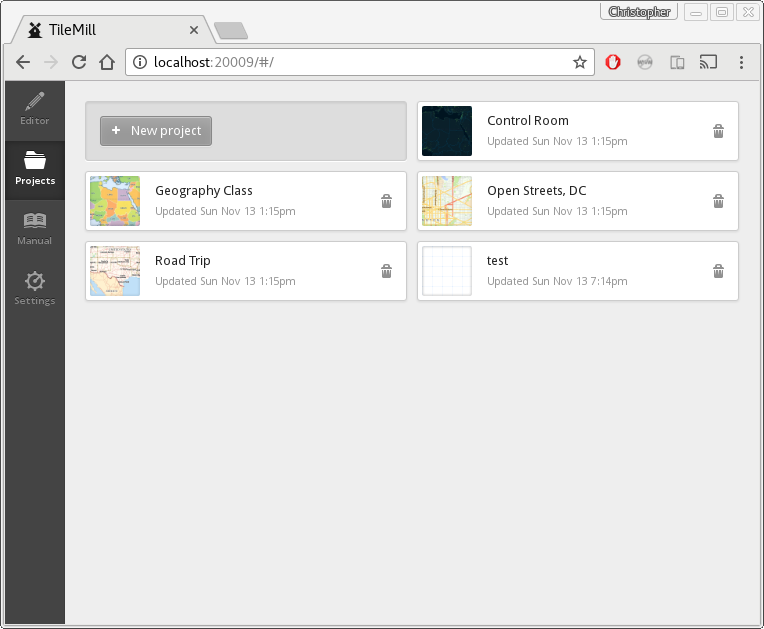 Christopher
TileMill
localhost:20009/#/
Editor
Projects
Manual
Settings
+ New project
Control Room
Updated Sun Nov 13 1:15pm
Geography Class
Updated Sun Nov 13 1:15pm
Open Streets, DC
Updated Sun Nov 13 1:15pm
Road Trip
Updated Sun Nov 13 1:15pm
test
Updated Sun Nov 13 7:14pm